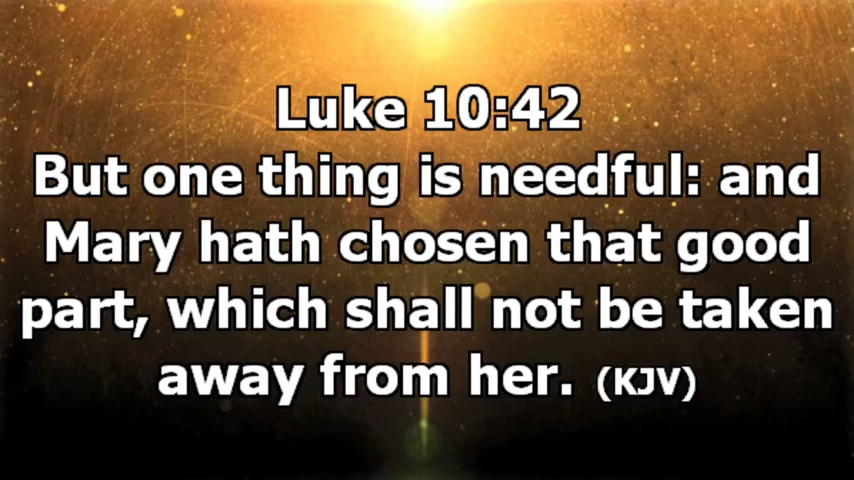 Luke 10:42
But one thing is needful: and
Mary hath chosen that good
part, which shall not be taken
away from her. (KJV)